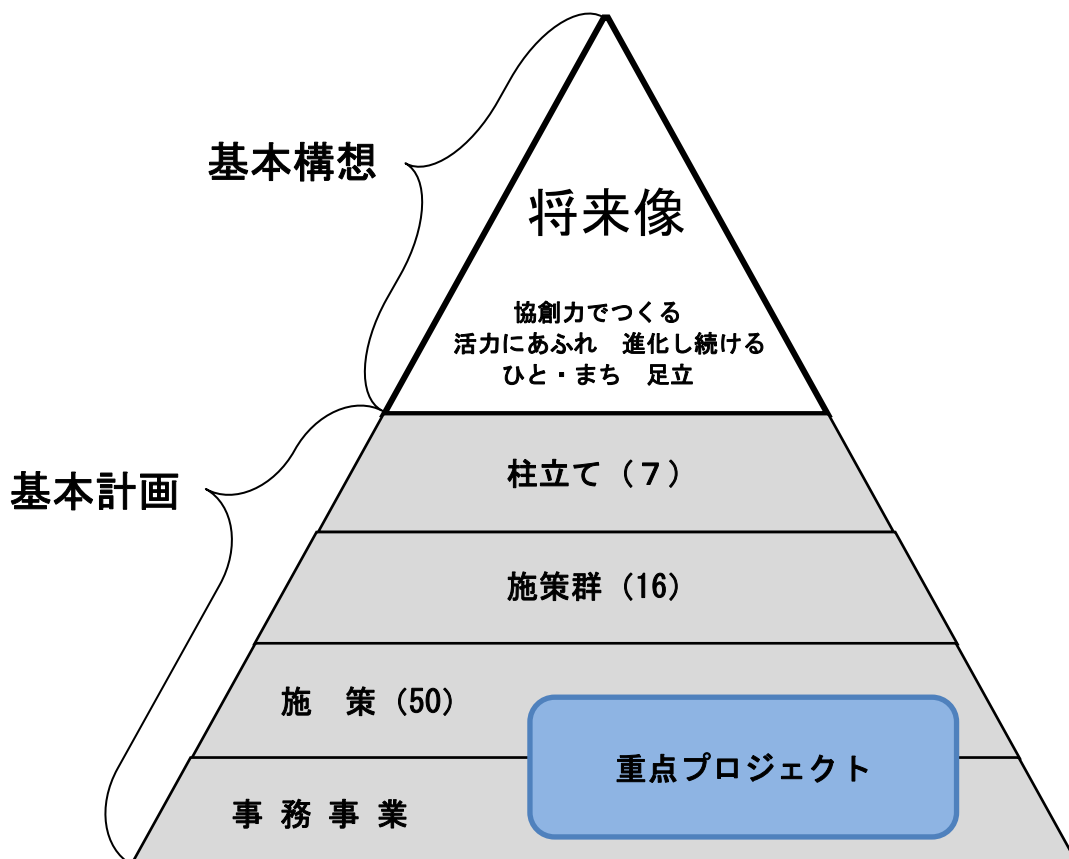 基本構想
将来像
協創力でつくる
活力にあふれ　進化し続ける
ひと・まち　足立
基本計画
柱立て（７）
施策群（16）
施　策（50）
重点プロジェクト
事 務 事 業